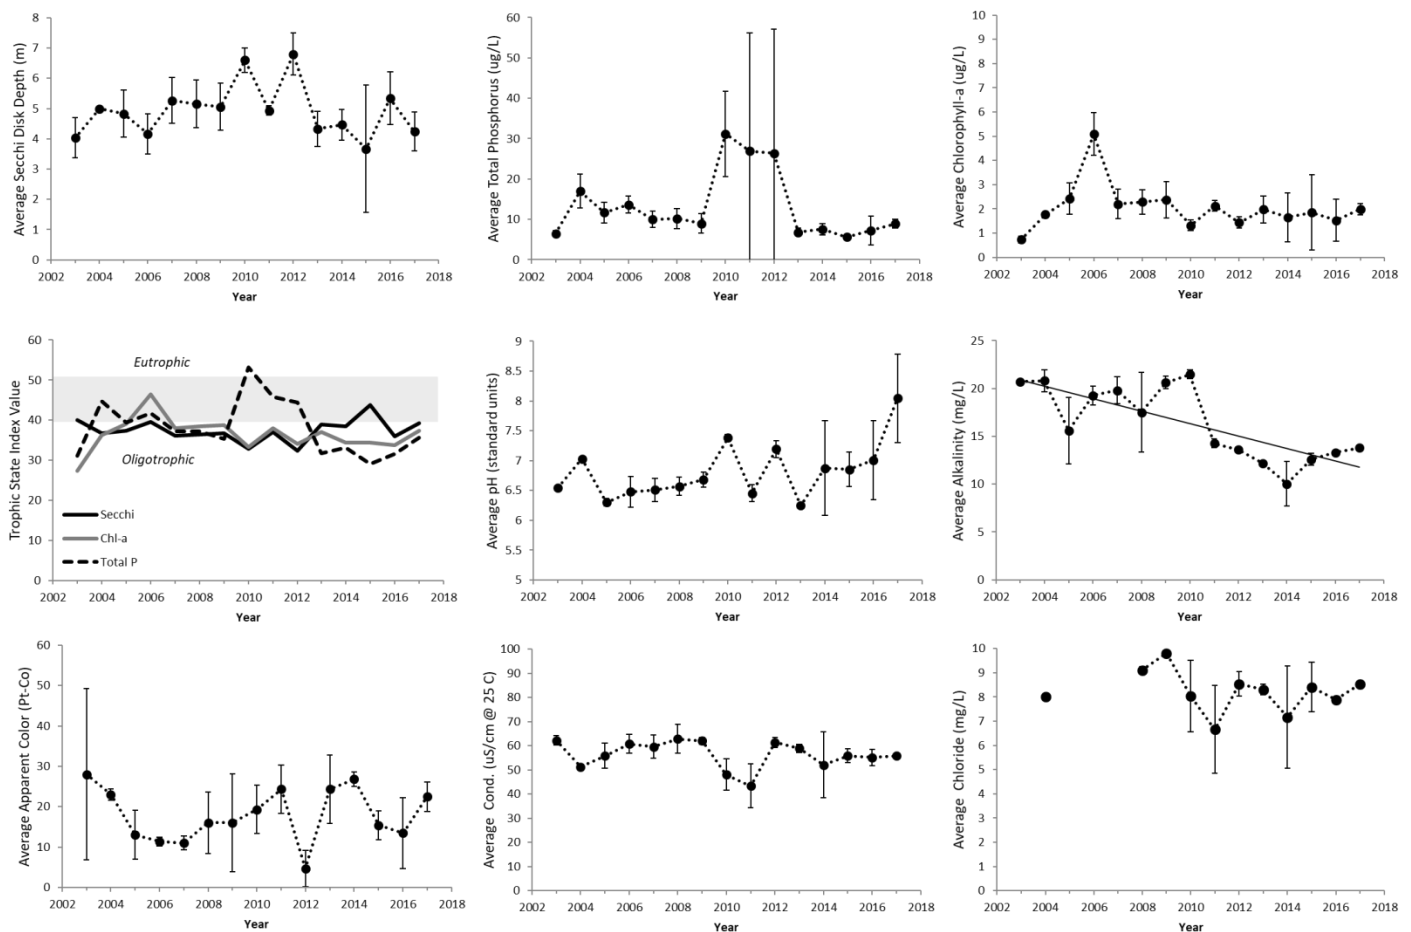 Average Secchi Disk Depth (m)
8
7
6
5
4
3
2
1
0
2002 2004 2006 2008 2010 2012 2014 2016 2018
Year
Average Total Phosphorus (ug/L)
60
50
40
30
20
10
0
2002 2004 2006 2008 2010 2012 2014 2016 2018
Year
Average Chlorophyll-a (ug/L)
10
9
8
7
6
5
4
3
2
1
0
2002 2004 2006 2008 2010 2012 2014 2016 2018
Year
Trophic State Index Value
60
50
40
30
20
10
0
Eutrophic
Oligotrophic
Secchi
Chl-a
Total P
2002 2004 2006 2008 2010 2012 2014 2016 2018
Year
Average pH (standard units)
9
8.5
8
7.5
7
6.5
6
5.5
5
2002 2004 2006 2008 2010 2012 2014 2016 2018
Year
Average Alkalinity (mg/L)
25
20
15
10
5
0
2002 2004 2006 2008 2010 2012 2014 2016 2018
Year
Average Apparent Color (Pt-Co)
60
50
40
30
20
10
0
2002 2004 2006 2008 2010 2012 2014 2016 2018
Year
Average Cond. (uS/cm @ 25 C)
100
90
80
70
60
50
40
30
20
10
0
2002 2004 2006 2008 2010 2012 2014 2016 2018
Year
Average Chloride (mg/L)
10
9
8
7
6
5
4
3
2
1
0
2002 2004 2006 2008 2010 2012 2014 2016 2018
Year